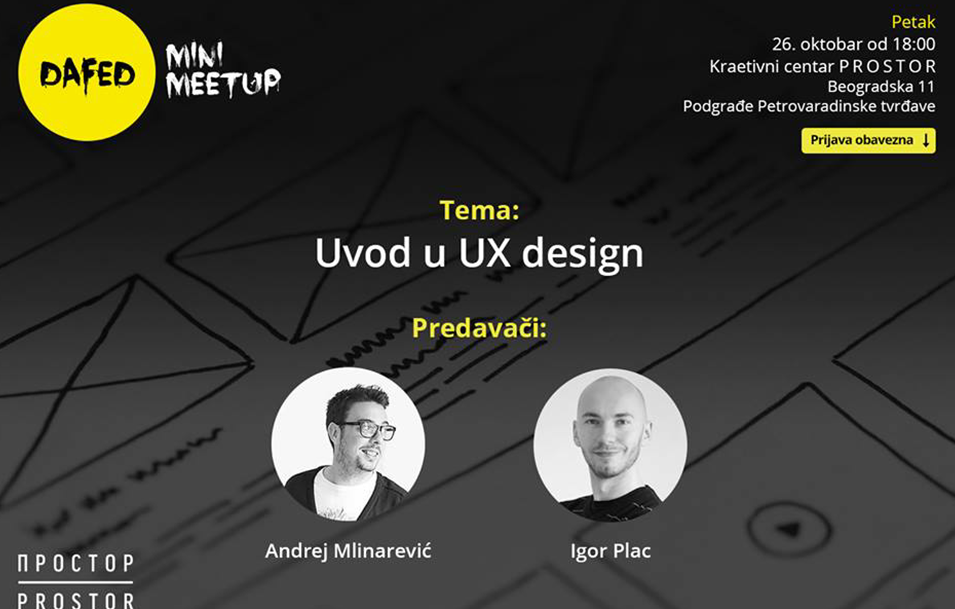 DAFED
MINI
MEETUP
Petak
26. oktobar od 18:00
Kraetivni centar PROSTOR
Beogradska 11
Podgrađe Petrovaradinske tvrđave
Prijava obavezna ↓
Tema:
Uvod u UX design
Predavači:
Andrej Mlinarević
Igor Plac
ПРОСТОР
PROSTOR